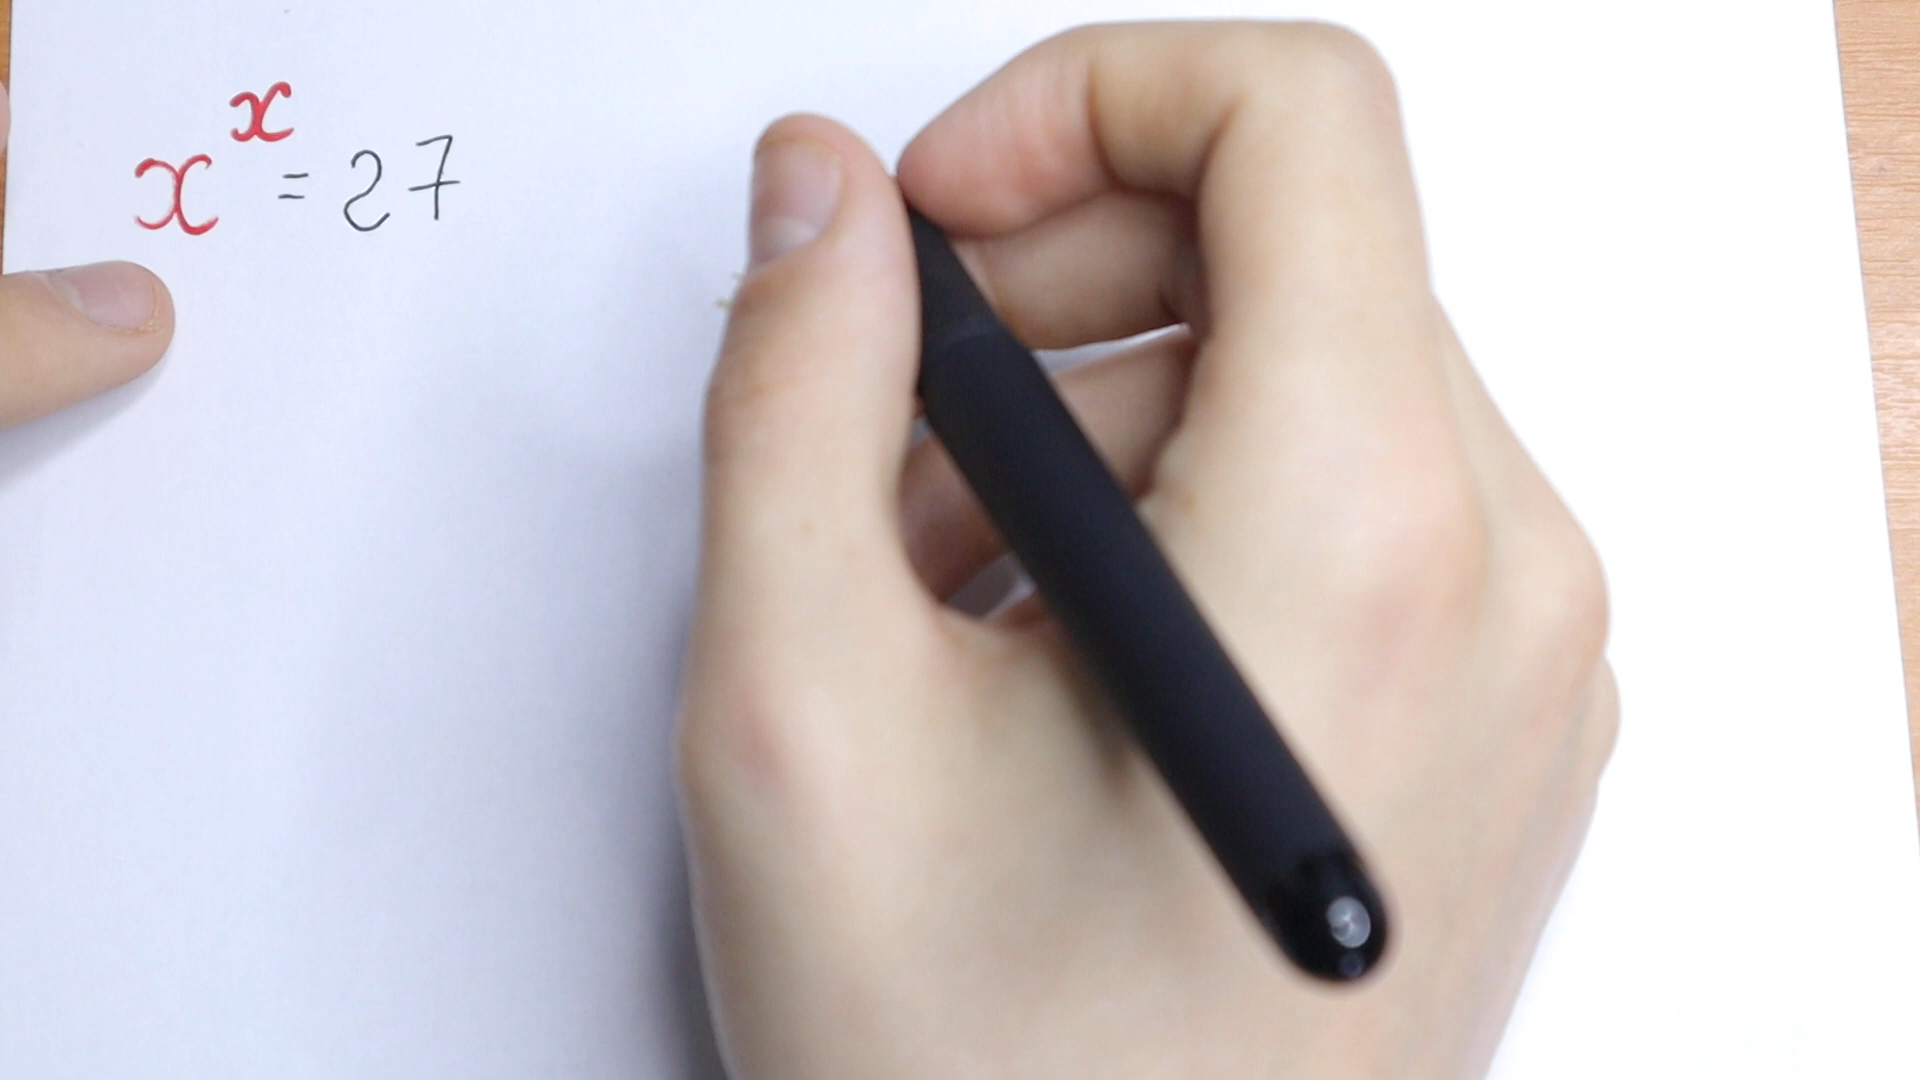 x^x = 27